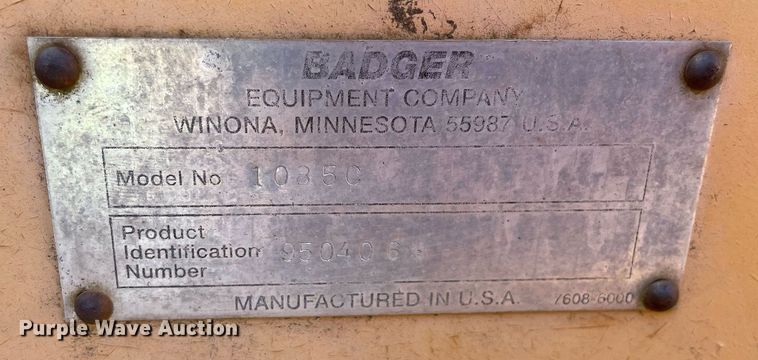 BADGER
EQUIPMENT COMPANY
WINONA, MINNESOTA 55987 U.S.A.
Model No 1085C
Product
Identification 950406
Number
MANUFACTURED IN U.S.A. 7608-6000
Purple Wave Auction